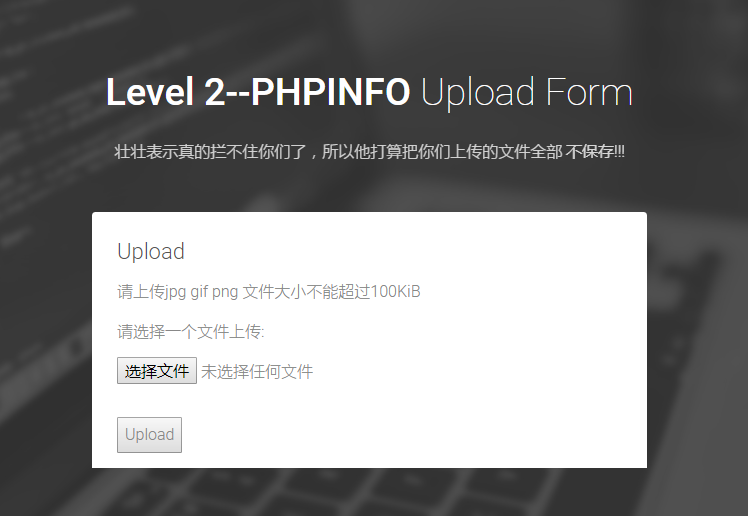 Level 2--PHPINFO Upload Form
壮壮表示真的拦不住你们了，所以他打算把你们上传的文件全部 不保存!!!
Upload
请上传jpg gif png 文件大小不能超过100KiB
请选择一个文件上传:
选择文件 未选择任何文件
Upload